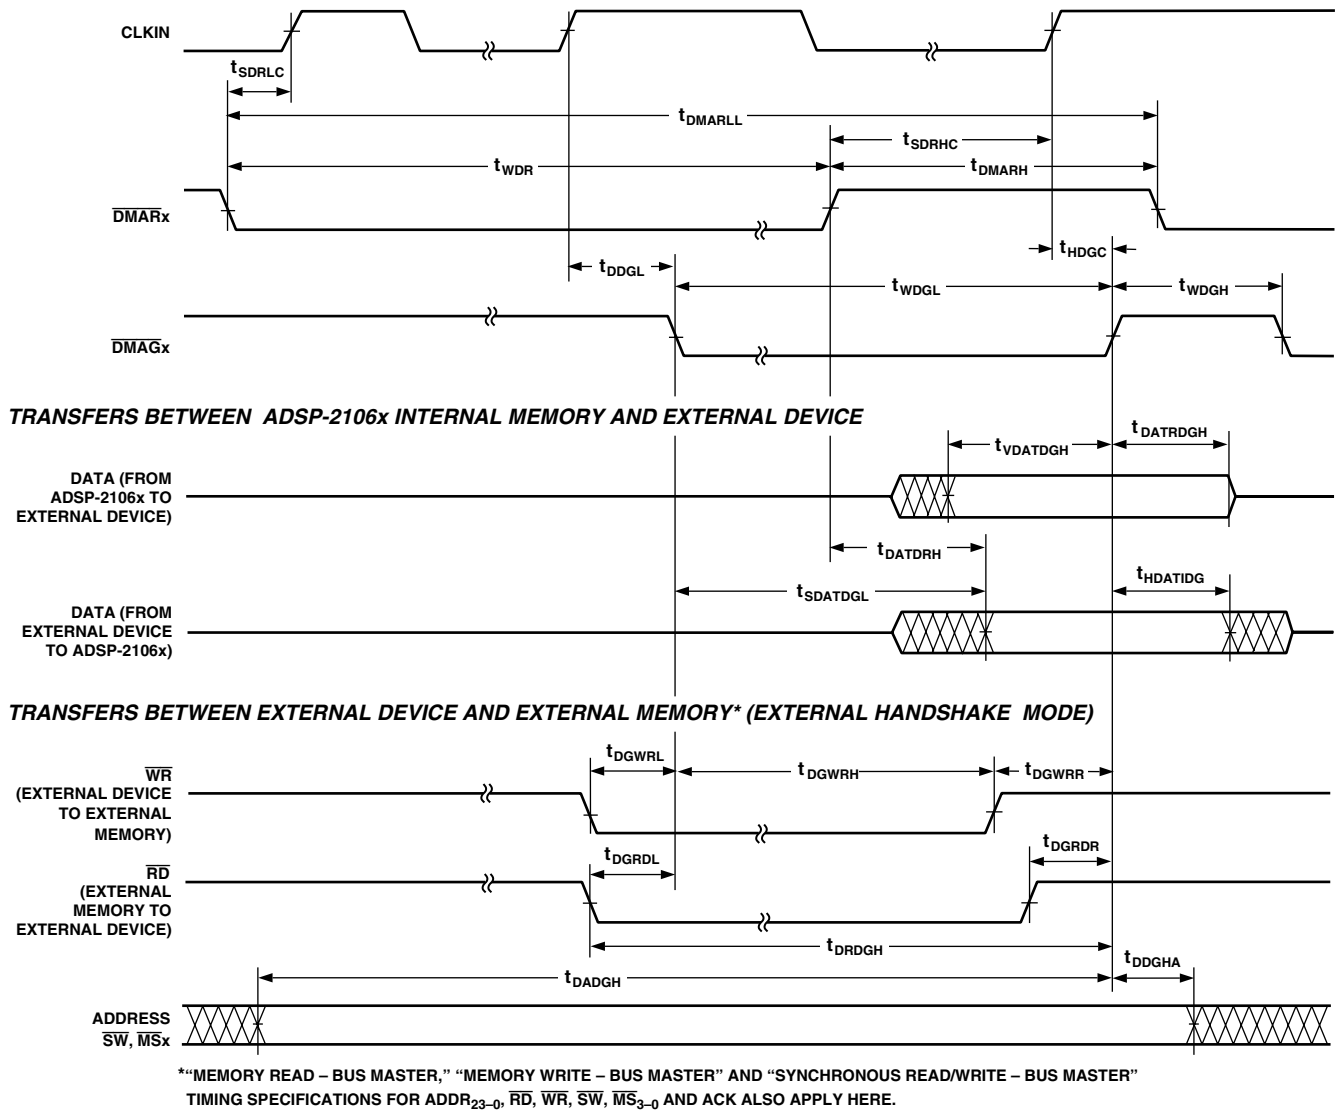 CLKIN
tSDRLC
tDMARLL
tSDRHC
tWDR
tDMARH
DMARx
tHDGC
tDDGL
tWDGL
tWDGH
DMAGx
TRANSFERS BETWEEN ADSP-2106x INTERNAL MEMORY AND EXTERNAL DEVICE
tDATRDGH
tVDATDGH
DATA (FROM
ADSP-2106x TO
EXTERNAL DEVICE)
tDATDRH
tHDATIDG
tSDATDGL
DATA (FROM
EXTERNAL DEVICE
TO ADSP-2106x)
TRANSFERS BETWEEN EXTERNAL DEVICE AND EXTERNAL MEMORY* (EXTERNAL HANDSHAKE MODE)
tDGWRL
tDGWRH
tDGWRR
WR
(EXTERNAL DEVICE
TO EXTERNAL
MEMORY)
tDGRDL
tDGRDR
RD
(EXTERNAL
MEMORY TO
EXTERNAL DEVICE)
tDRDGH
tDADGH
tDDGHA
ADDRESS
SW, MSx
*“MEMORY READ – BUS MASTER,” “MEMORY WRITE – BUS MASTER” AND “SYNCHRONOUS READ/WRITE – BUS MASTER”
TIMING SPECIFICATIONS FOR ADDR23–0, RD, WR, SW, MS3–0 AND ACK ALSO APPLY HERE.